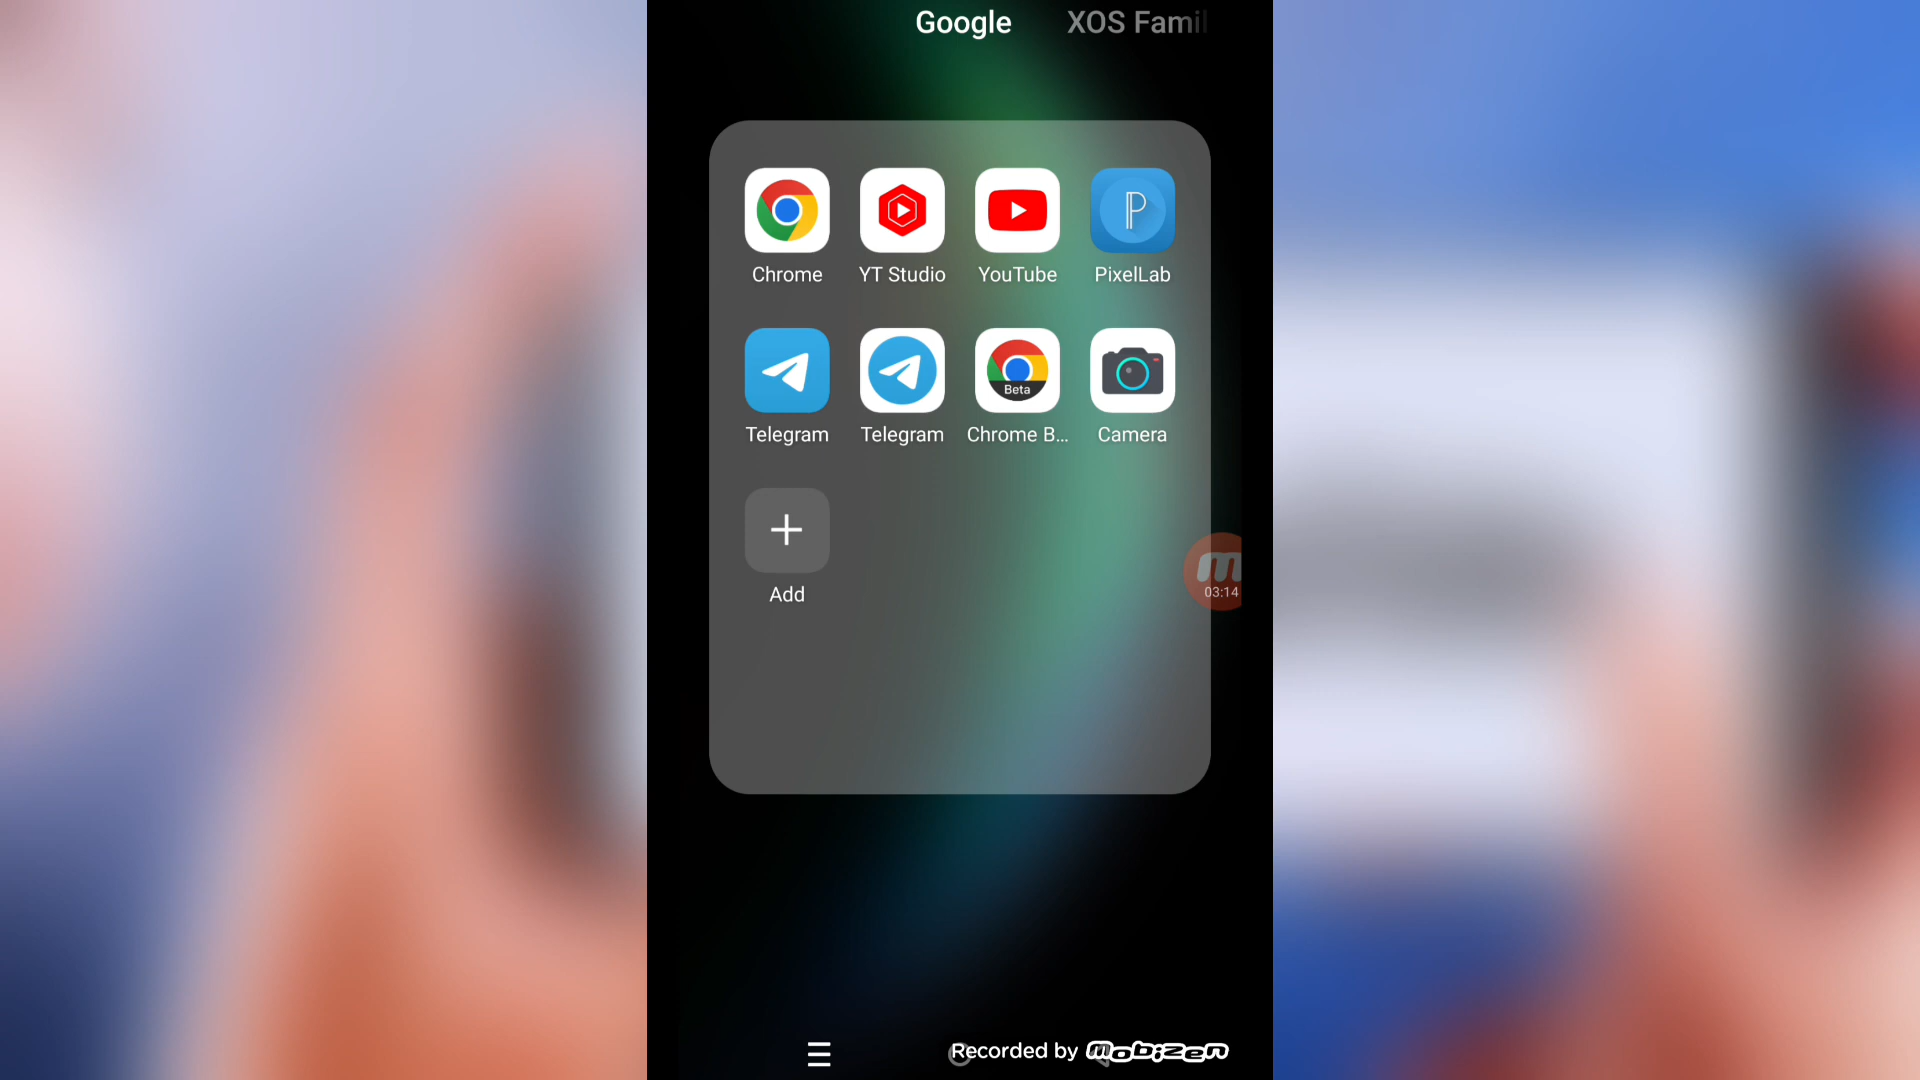 Google XOS Famil
Chrome YT Studio YouTube PixelLab
Beta
Telegram Telegram Chrome B... Camera
03:14
Add
Recorded by mobizen